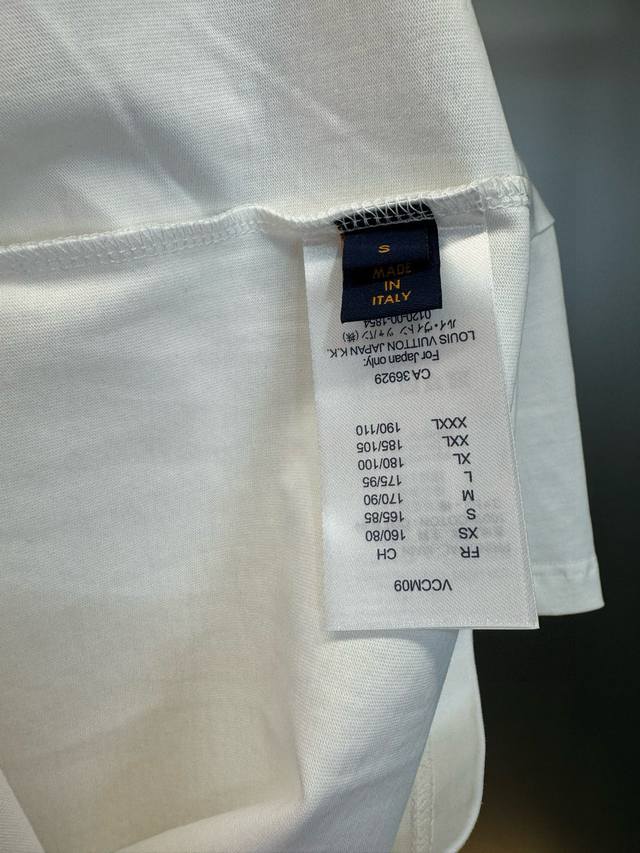 S
MADE
IN
ITALY
VCCM09
FR CH
XS 160/80
S 165/85
M 170/90
L 175/95
XL 180/100
XXL 185/105
XXXL 190/110
CA 36929
For Japan only:
LOUIS VUITTON JAPAN K.K.
ルイ・ヴィトン ジャパン (株)
0120-00-1854